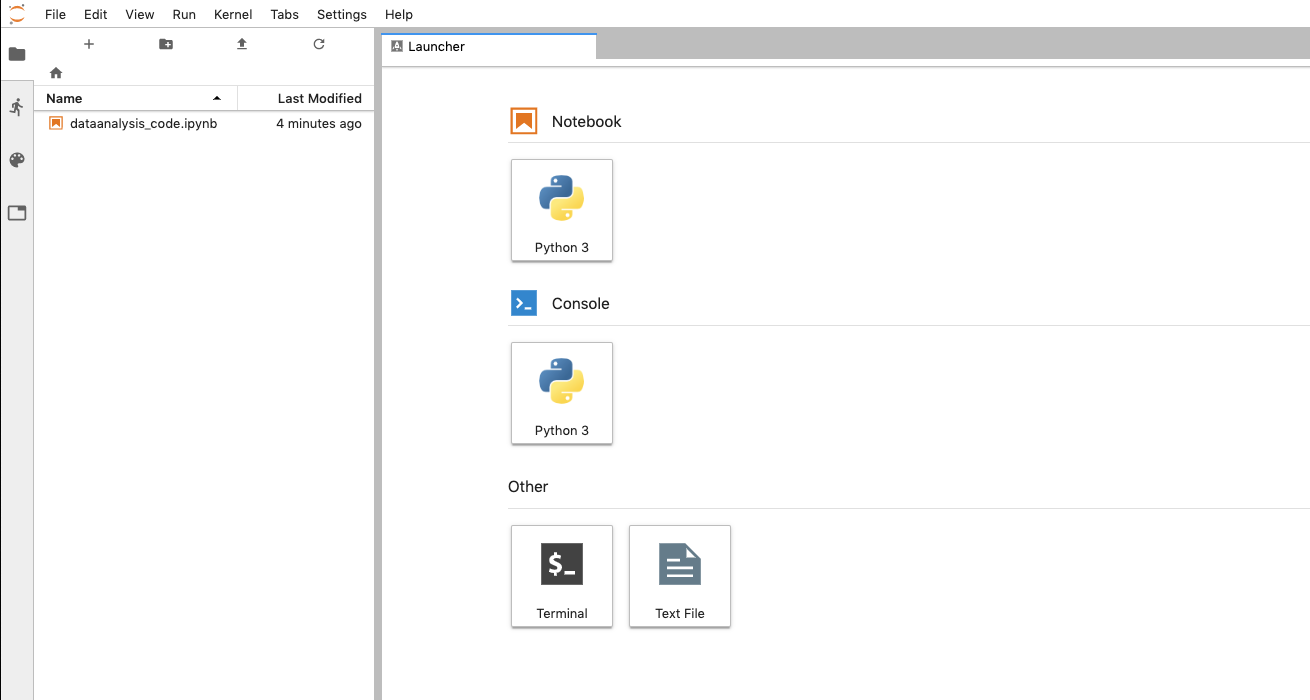 File Edit View Run Kernel Tabs Settings Help
Launcher
Name Last Modified
dataanalysis_code.ipynb 4 minutes ago
Notebook
Python 3
Console
Python 3
Other
$_
Terminal Text File